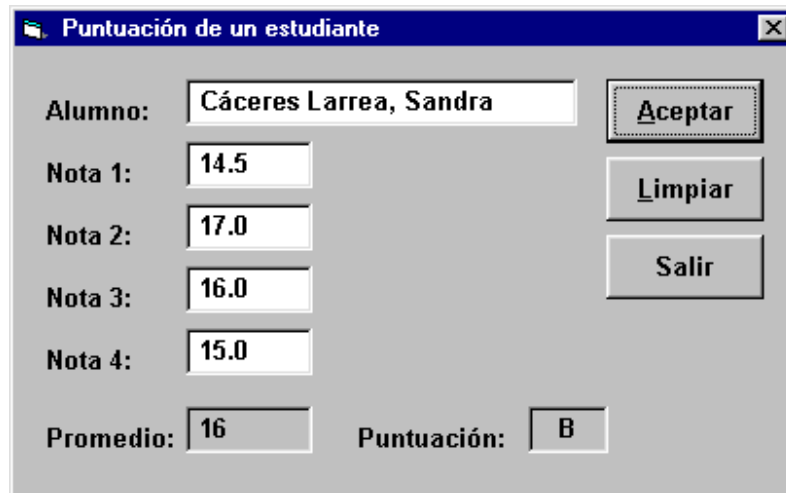 Puntuación de un estudiante
Alumno: Cáceres Larrea, Sandra Aceptar
Nota 1: 14.5
Limpiar
Nota 2: 17.0
Salir
Nota 3: 16.0
Nota 4: 15.0
Promedio: 16 Puntuación: B